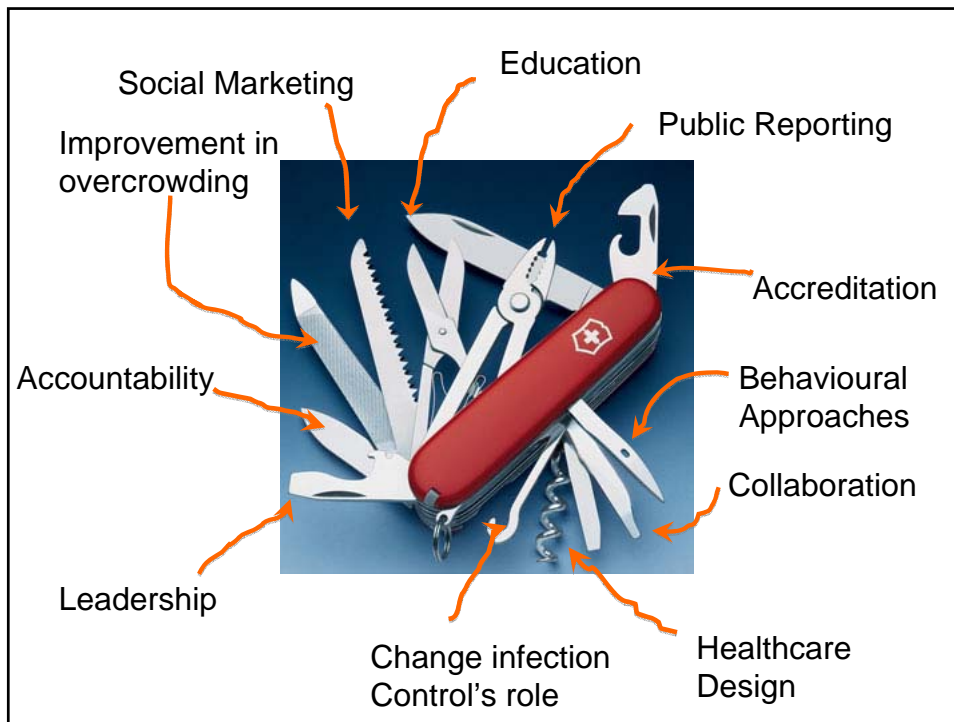 Social Marketing
Education
Public Reporting
Improvement in
overcrowding
Accreditation
Accountability
Behavioural
Approaches
Collaboration
Leadership
Change infection
Control's role
Healthcare
Design